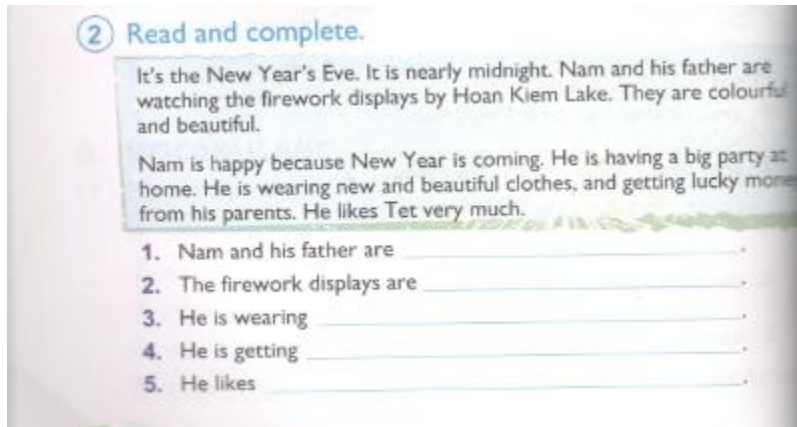 2 Read and complete.
It's the New Year's Eve. It is nearly midnight. Nam and his father are
watching the firework displays by Hoan Kiem Lake. They are colourful
and beautiful.
Nam is happy because New Year is coming. He is having a big party at
home. He is wearing new and beautiful clothes, and getting lucky money
from his parents. He likes Tet very much.
1. Nam and his father are .
2. The firework displays are .
3. He is wearing .
4. He is getting .
5. He likes .